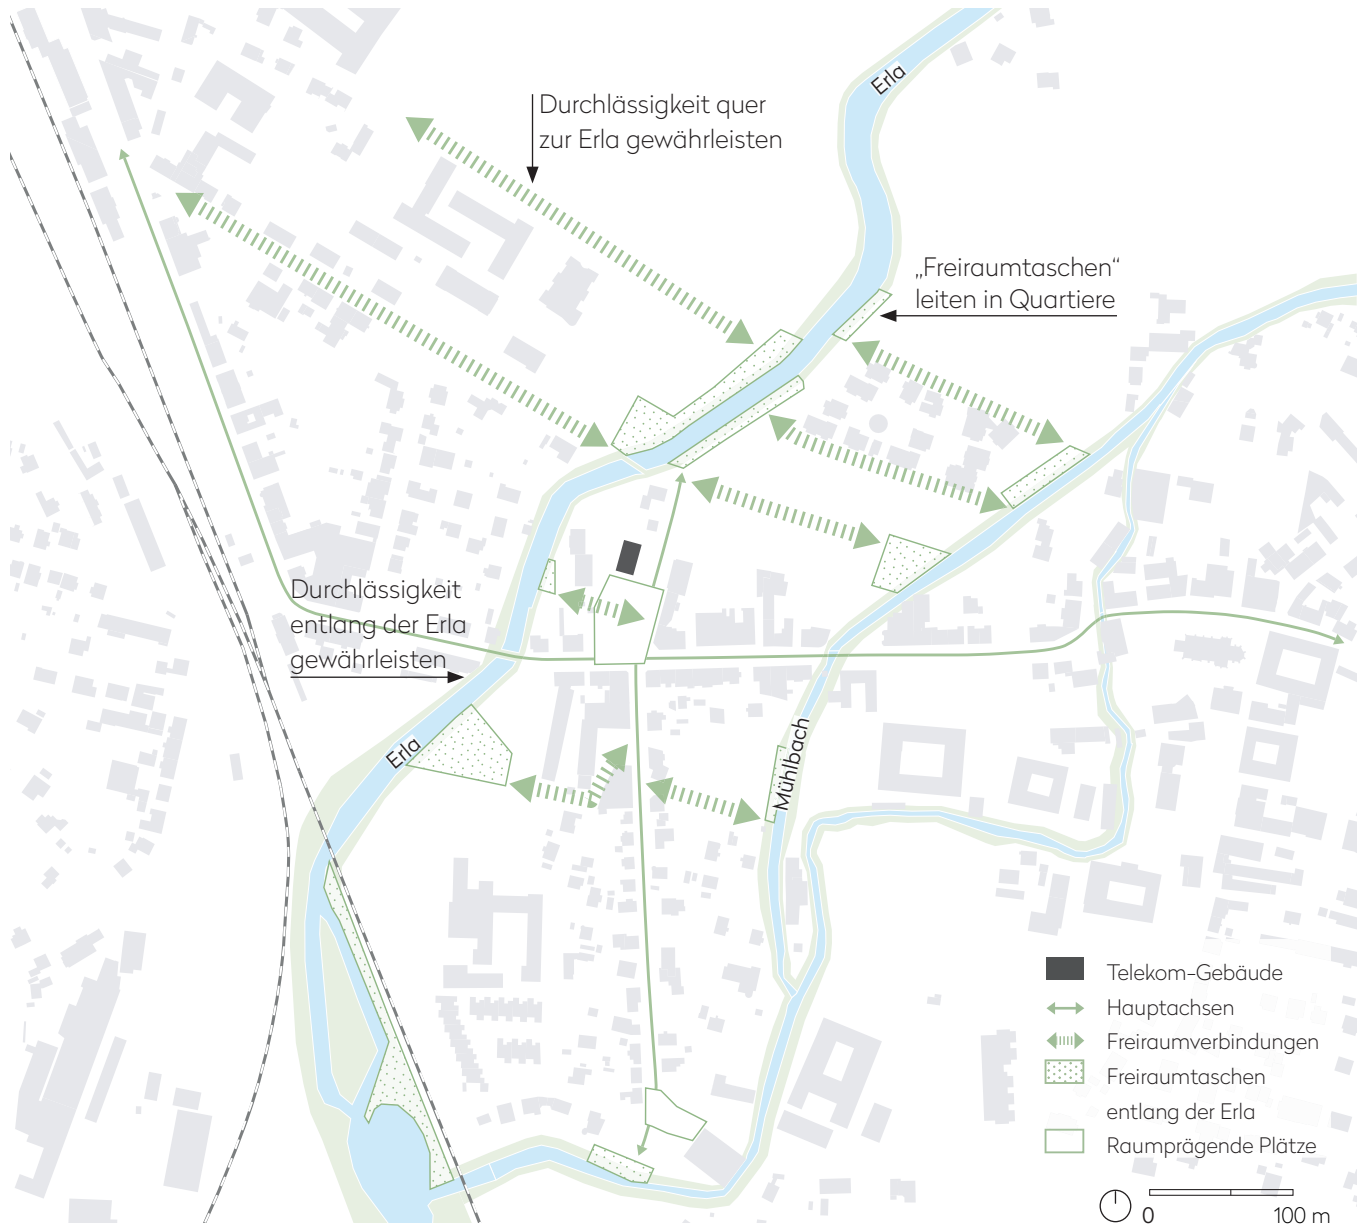 Erla
Durchlässigkeit quer
zur Erla gewährleisten
„Freiraumtaschen“
leiten in Quartiere
Durchlässigkeit
entlang der Erla
gewährleisten
Erla
Mühlbach
Telekom-Gebäude
Hauptachsen
Freiraumverbindungen
Freiraumtaschen
entlang der Erla
Raumprägende Plätze
0 100 m